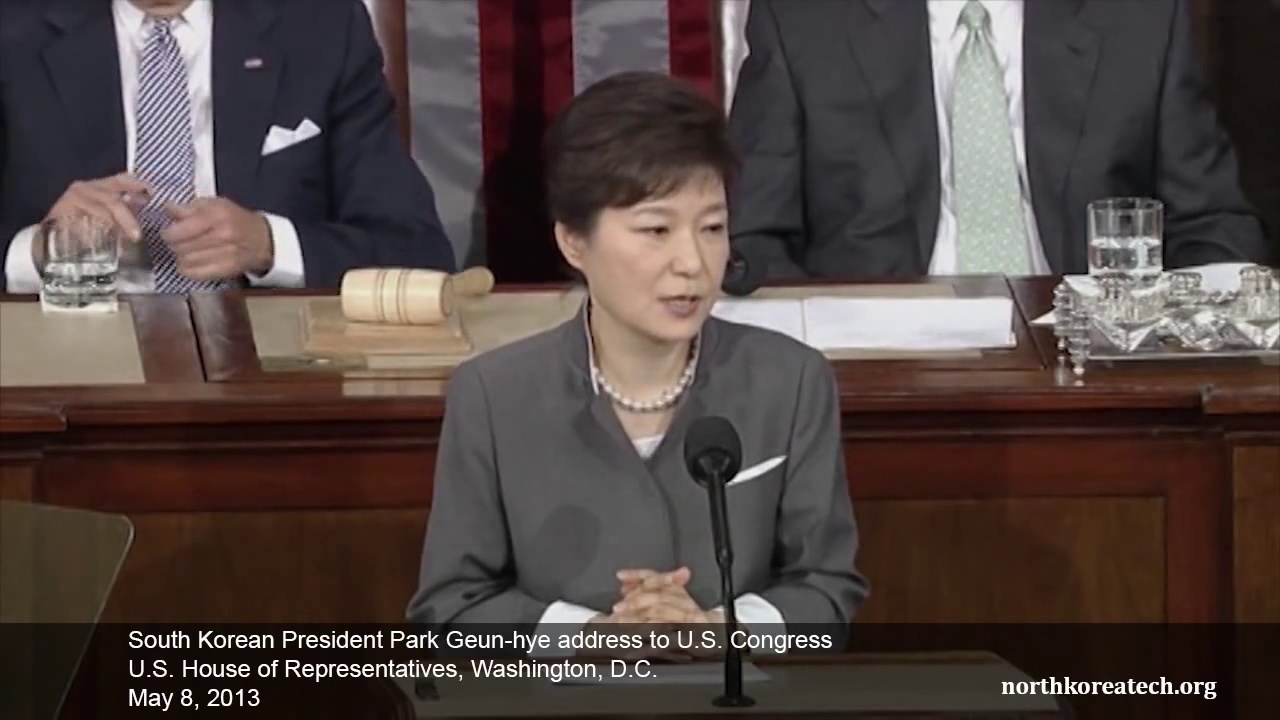 South Korean President Park Geun-hye address to U.S. Congress
U.S. House of Representatives, Washington, D.C.
May 8, 2013
northkoreatech.org